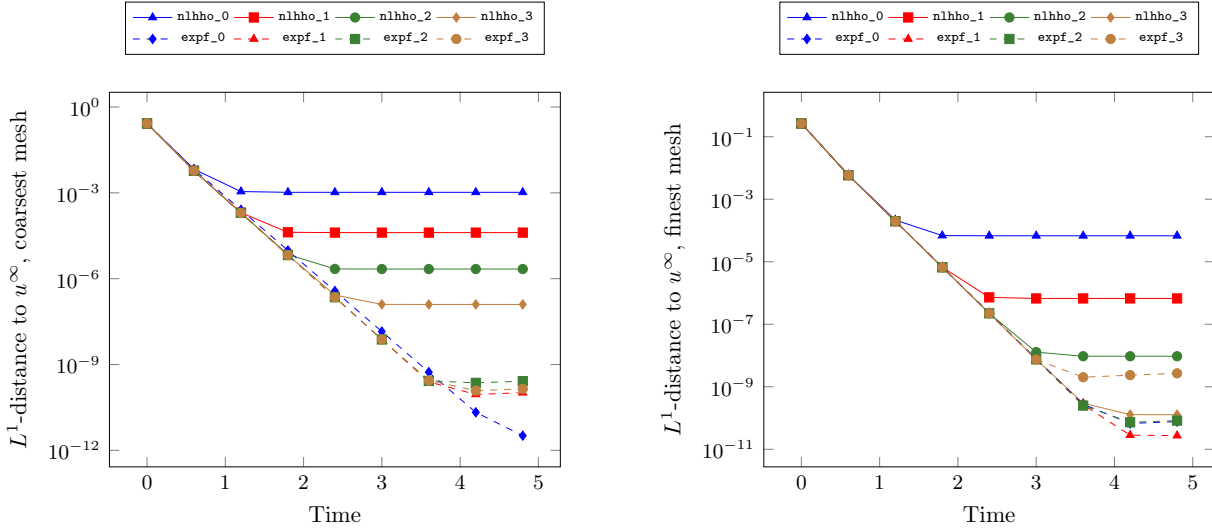 nlhho_0 nlhho_1 nlhho_2 nlhho_3
expf_0 expf_1 expf_2 expf_3
10^0
10^−3
10^−6
10^−9
10^−12
0 1 2 3 4 5
Time
L^1-distance to u^∞, coarsest mesh
nlhho_0 nlhho_1 nlhho_2 nlhho_3
expf_0 expf_1 expf_2 expf_3
10^−1
10^−3
10^−5
10^−7
10^−9
10^−11
0 1 2 3 4 5
Time
L^1-distance to u^∞, finest mesh